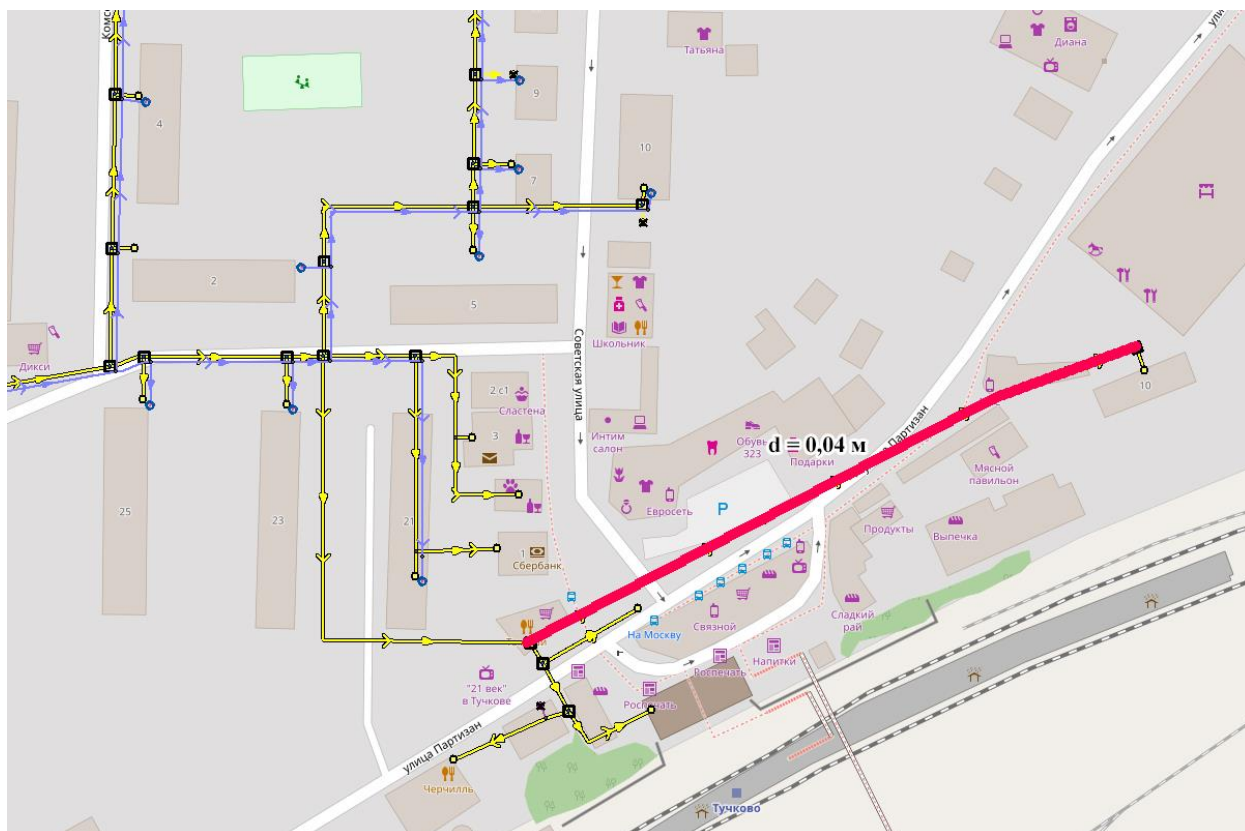 Комс
4
9
7
10
Татьяна
Диана
ули
2
5
Дикси
Школьник
Советская улица
2 с1
Сластена
3
Интим
салон
Обувь
323
d = 0,04 м
Подарки
Партизан
10
Мясной
павильон
25
23
21
Евросеть
P
Продукты
Выпечка
1
Сбербанк
Связной
Сладкий
рай
На Москву
"21 век"
в Тучкове
Роспечать
Напитки
Роспечать
улица Партизан
Черчилль
Тучково